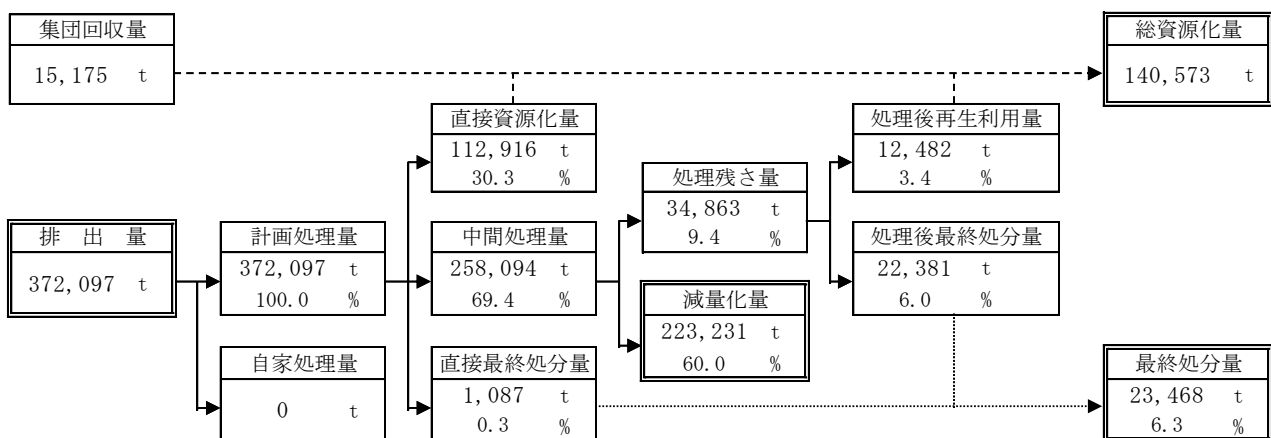 集団回収量
15,175 t
総資源化量
140,573 t
直接資源化量
112,916 t
30.3 %
処理後再生利用量
12,482 t
3.4 %
処理残さ量
34,863 t
9.4 %
排出量
372,097 t
計画処理量
372,097 t
100.0 %
中間処理量
258,094 t
69.4 %
処理後最終処分量
22,381 t
6.0 %
減量化量
223,231 t
60.0 %
自家処理量
0 t
直接最終処分量
1,087 t
0.3 %
最終処分量
23,468 t
6.3 %